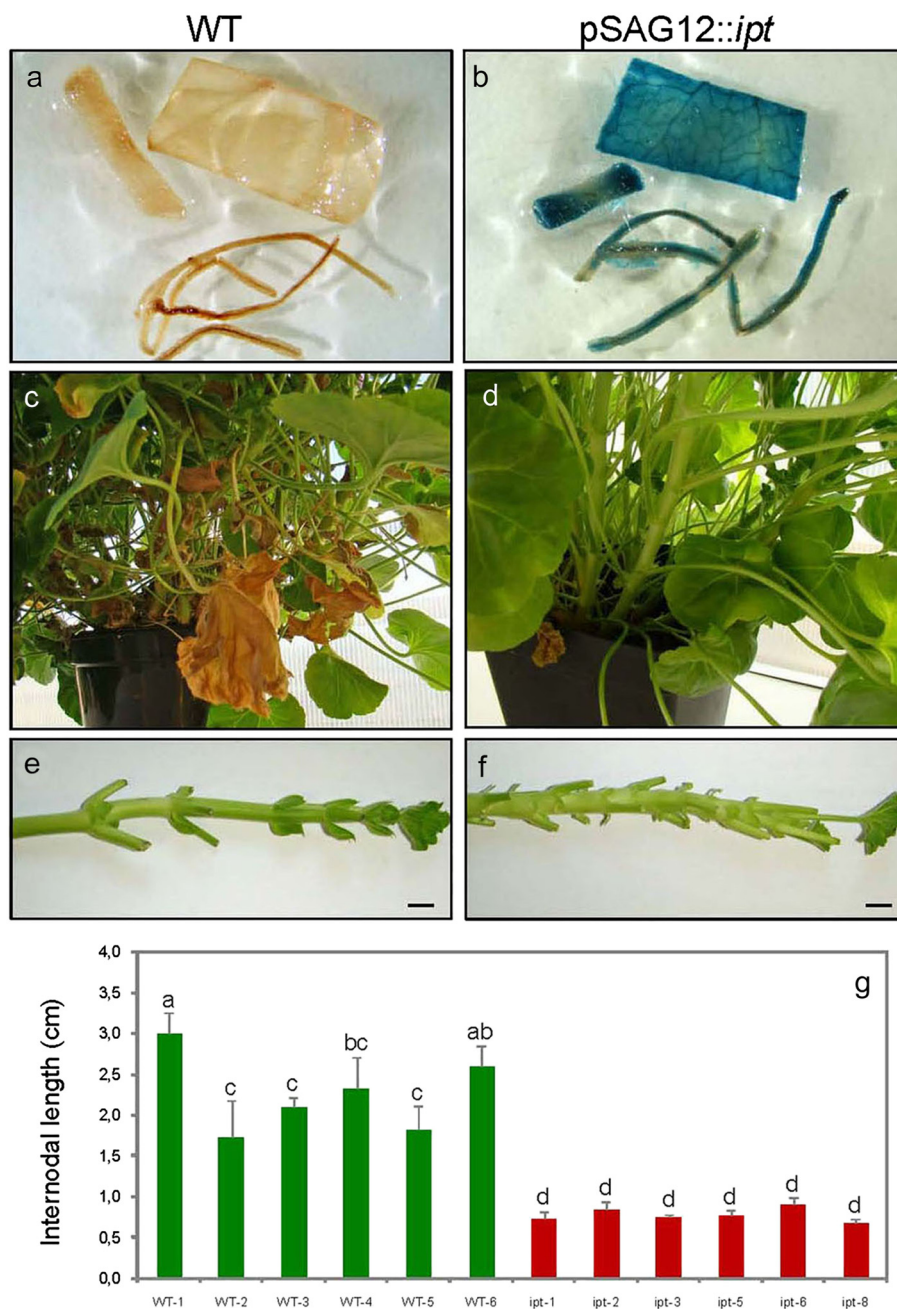 WT
pSAG12::ipt
a
b
c
d
e
f
g
Internodal length (cm)
4,0
3,5
3,0
2,5
2,0
1,5
1,0
0,5
0,0
a
c
c
bc
c
ab
d
d
d
d
d
d
WT-1
WT-2
WT-3
WT-4
WT-5
WT-6
ipt-1
ipt-2
ipt-3
ipt-5
ipt-6
ipt-8